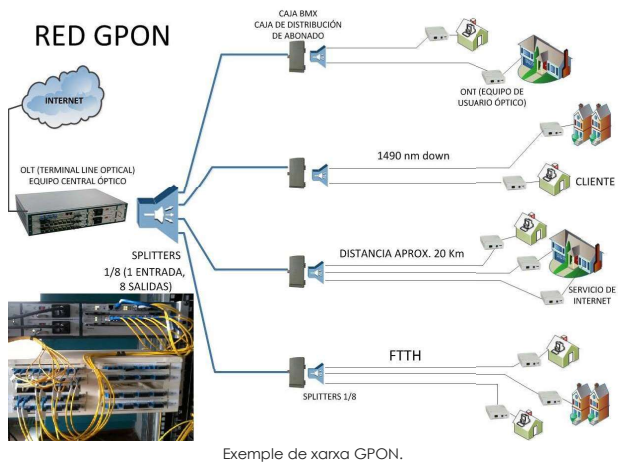 RED GPON
CAJA BMX
CAJA DE DISTRIBUCIÓN
DE ABONADO
INTERNET
ONT (EQUIPO DE
USUARIO ÓPTICO)
OLT (TERMINAL LINE OPTICAL)
EQUIPO CENTRAL ÓPTICO
1490 nm down
CLIENTE
SPLITTERS
1/8 (1 ENTRADA,
8 SALIDAS)
DISTANCIA APROX. 20 Km
SERVICIO DE
INTERNET
FTTH
SPLITTERS 1/8
Exemple de xarxa GPON.